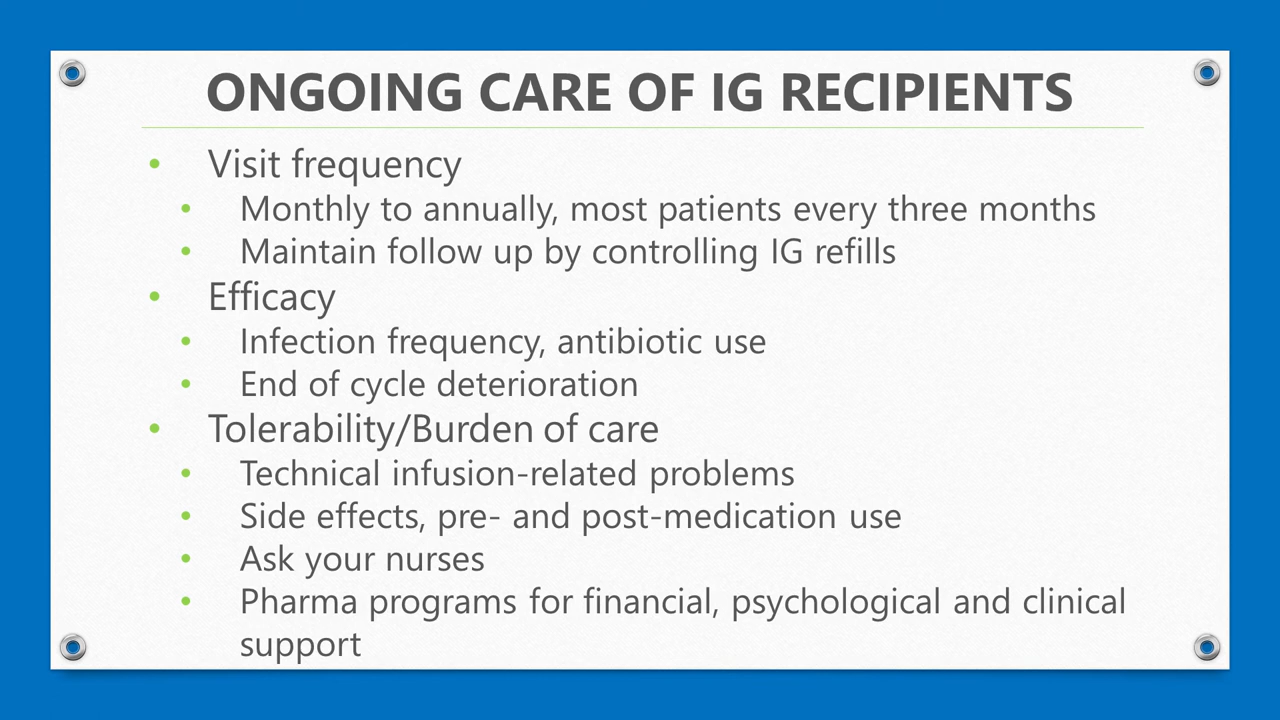 ONGOING CARE OF IG RECIPIENTS
• Visit frequency
• Monthly to annually, most patients every three months
• Maintain follow up by controlling IG refills
• Efficacy
• Infection frequency, antibiotic use
• End of cycle deterioration
• Tolerability/Burden of care
• Technical infusion-related problems
• Side effects, pre- and post-medication use
• Ask your nurses
• Pharma programs for financial, psychological and clinical
support